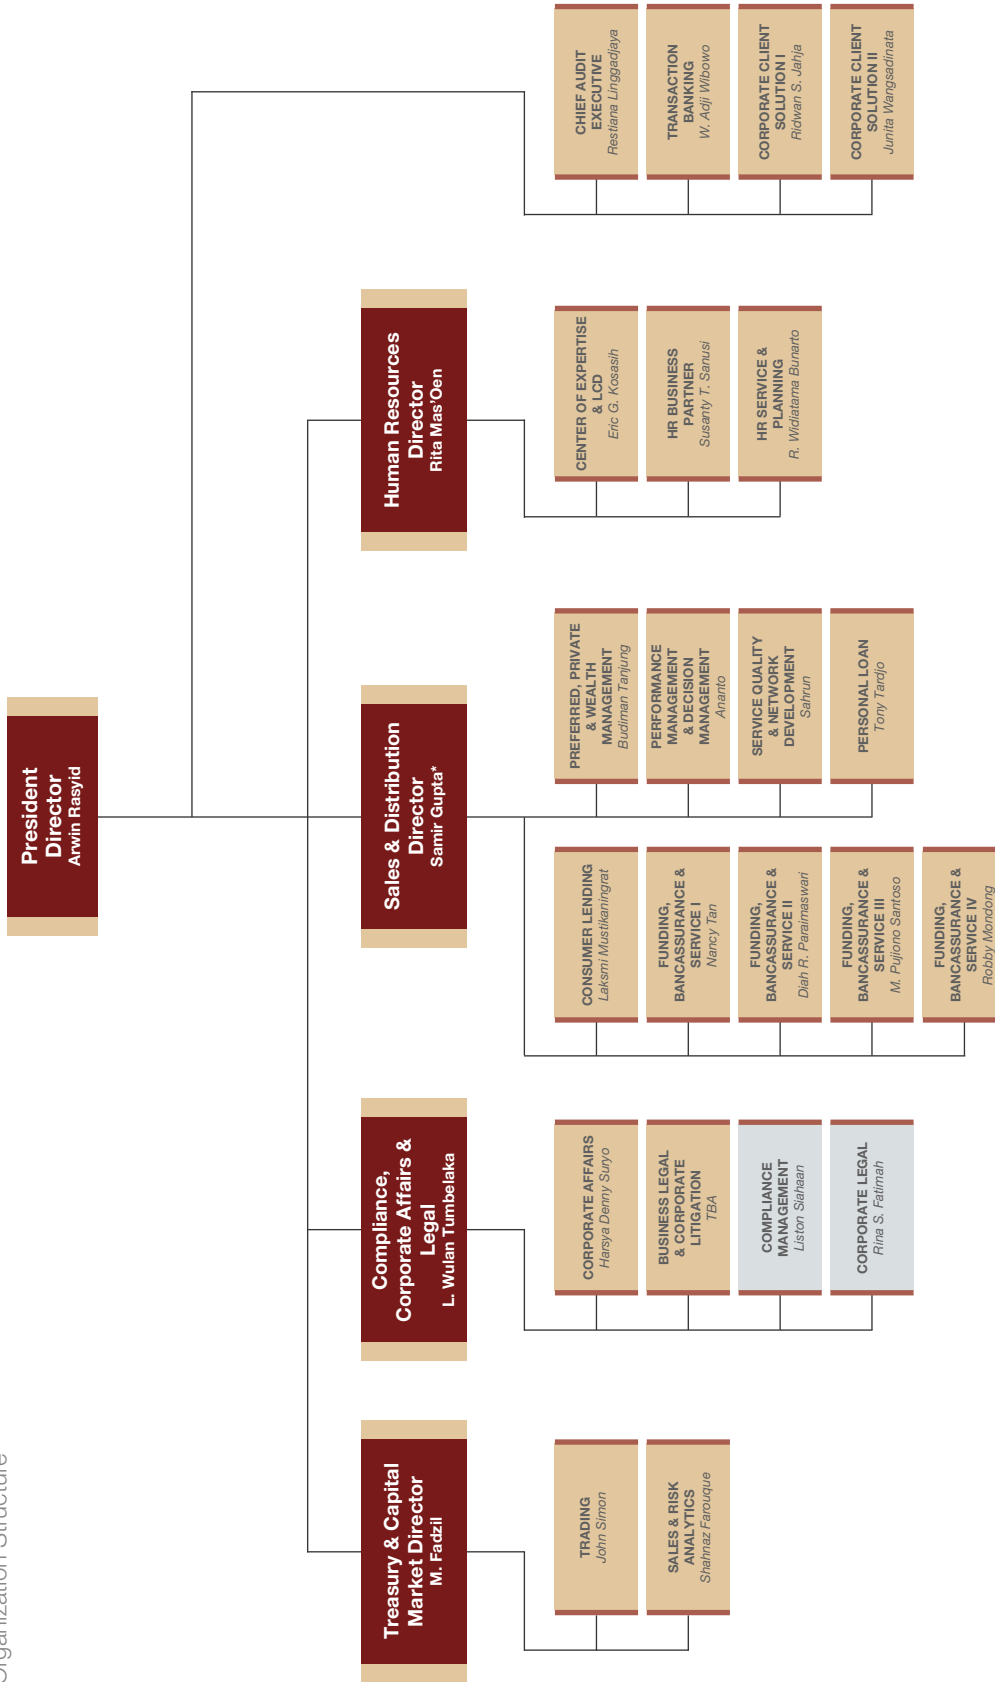 Organization Structure
President
Director
Arwin Rasyid
Treasury & Capital
Market Director
M. Fadzil
Compliance,
Corporate Affairs &
Legal
L. Wulan Tumbelaka
Sales & Distribution
Director
Samir Gupta*
Human Resources
Director
Rita Mas'Oen
TRADING
John Simon
SALES & RISK
ANALYTICS
Shahnaz Farouque
CORPORATE AFFAIRS
Harsya Denny Suryo
BUSINESS LEGAL
& CORPORATE
LITIGATION
TBA
COMPLIANCE
MANAGEMENT
Liston Siahaan
CORPORATE LEGAL
Rina S. Fatimah
CONSUMER LENDING
Laksmi Mustikaningrat
FUNDING,
BANCASSURANCE &
SERVICE I
Nancy Tan
FUNDING,
BANCASSURANCE &
SERVICE II
Diah R. Paraimaswari
FUNDING,
BANCASSURANCE &
SERVICE III
M. Pujiono Santoso
FUNDING,
BANCASSURANCE &
SERVICE IV
Robby Mondong
PREFERRED, PRIVATE
& WEALTH
MANAGEMENT
Budiman Tanjung
PERFORMANCE
MANAGEMENT
& DECISION
MANAGEMENT
Ananto
SERVICE QUALITY
& NETWORK
DEVELOPMENT
Sahrun
PERSONAL LOAN
Tony Tardjo
CENTER OF EXPERTISE
& LCD
Eric G. Kosasih
HR BUSINESS
PARTNER
Susanty T. Sanusi
HR SERVICE &
PLANNING
R. Widiatama Bunarto
CHIEF AUDIT
EXECUTIVE
Restiana Linggadjaya
TRANSACTION
BANKING
W. Adji Wibowo
CORPORATE CLIENT
SOLUTION I
Ridwan S. Jahja
CORPORATE CLIENT
SOLUTION II
Junita Wangsadinata